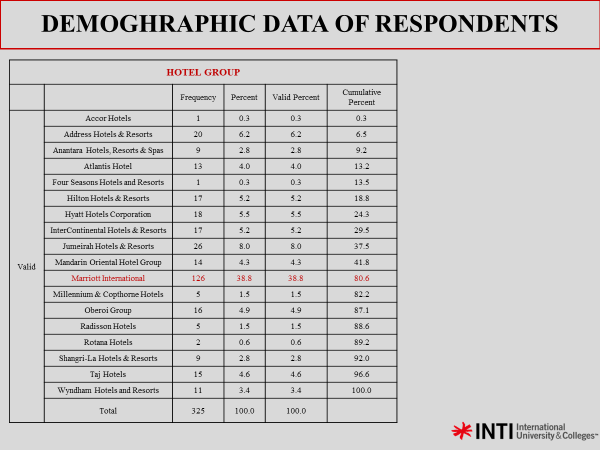 DEMOGHRAPHIC DATA OF RESPONDENTS
HOTEL GROUP
Frequency Percent Valid Percent Cumulative Percent
Valid
Accor Hotels 1 0.3 0.3 0.3
Address Hotels & Resorts 20 6.2 6.2 6.5
Anantara Hotels, Resorts & Spas 9 2.8 2.8 9.2
Atlantis Hotel 13 4.0 4.0 13.2
Four Seasons Hotels and Resorts 1 0.3 0.3 13.5
Hilton Hotels & Resorts 17 5.2 5.2 18.8
Hyatt Hotels Corporation 18 5.5 5.5 24.3
InterContinental Hotels & Resorts 17 5.2 5.2 29.5
Jumeirah Hotels & Resorts 26 8.0 8.0 37.5
Mandarin Oriental Hotel Group 14 4.3 4.3 41.8
Marriott International 126 38.8 38.8 80.6
Millennium & Copthorne Hotels 5 1.5 1.5 82.2
Oberoi Group 16 4.9 4.9 87.1
Radisson Hotels 5 1.5 1.5 88.6
Rotana Hotels 2 0.6 0.6 89.2
Shangri-La Hotels & Resorts 9 2.8 2.8 92.0
Taj Hotels 15 4.6 4.6 96.6
Wyndham Hotels and Resorts 11 3.4 3.4 100.0
Total 325 100.0 100.0
INTI International
University & Colleges